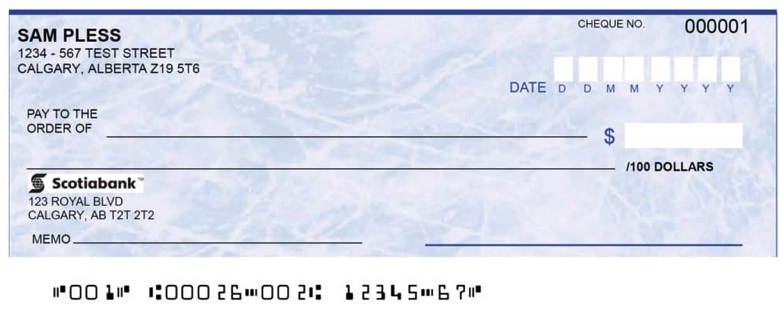 SAM PLESS
1234 - 567 TEST STREET
CALGARY, ALBERTA Z19 5T6
CHEQUE NO. 000001
DATE D D M M Y Y Y Y
PAY TO THE
ORDER OF
$
/100 DOLLARS
Scotiabank™
123 ROYAL BLVD
CALGARY, AB T2T 2T2
MEMO
⑈001⑈ ⑆00026⑉002⑆ 12345⑉67⑈